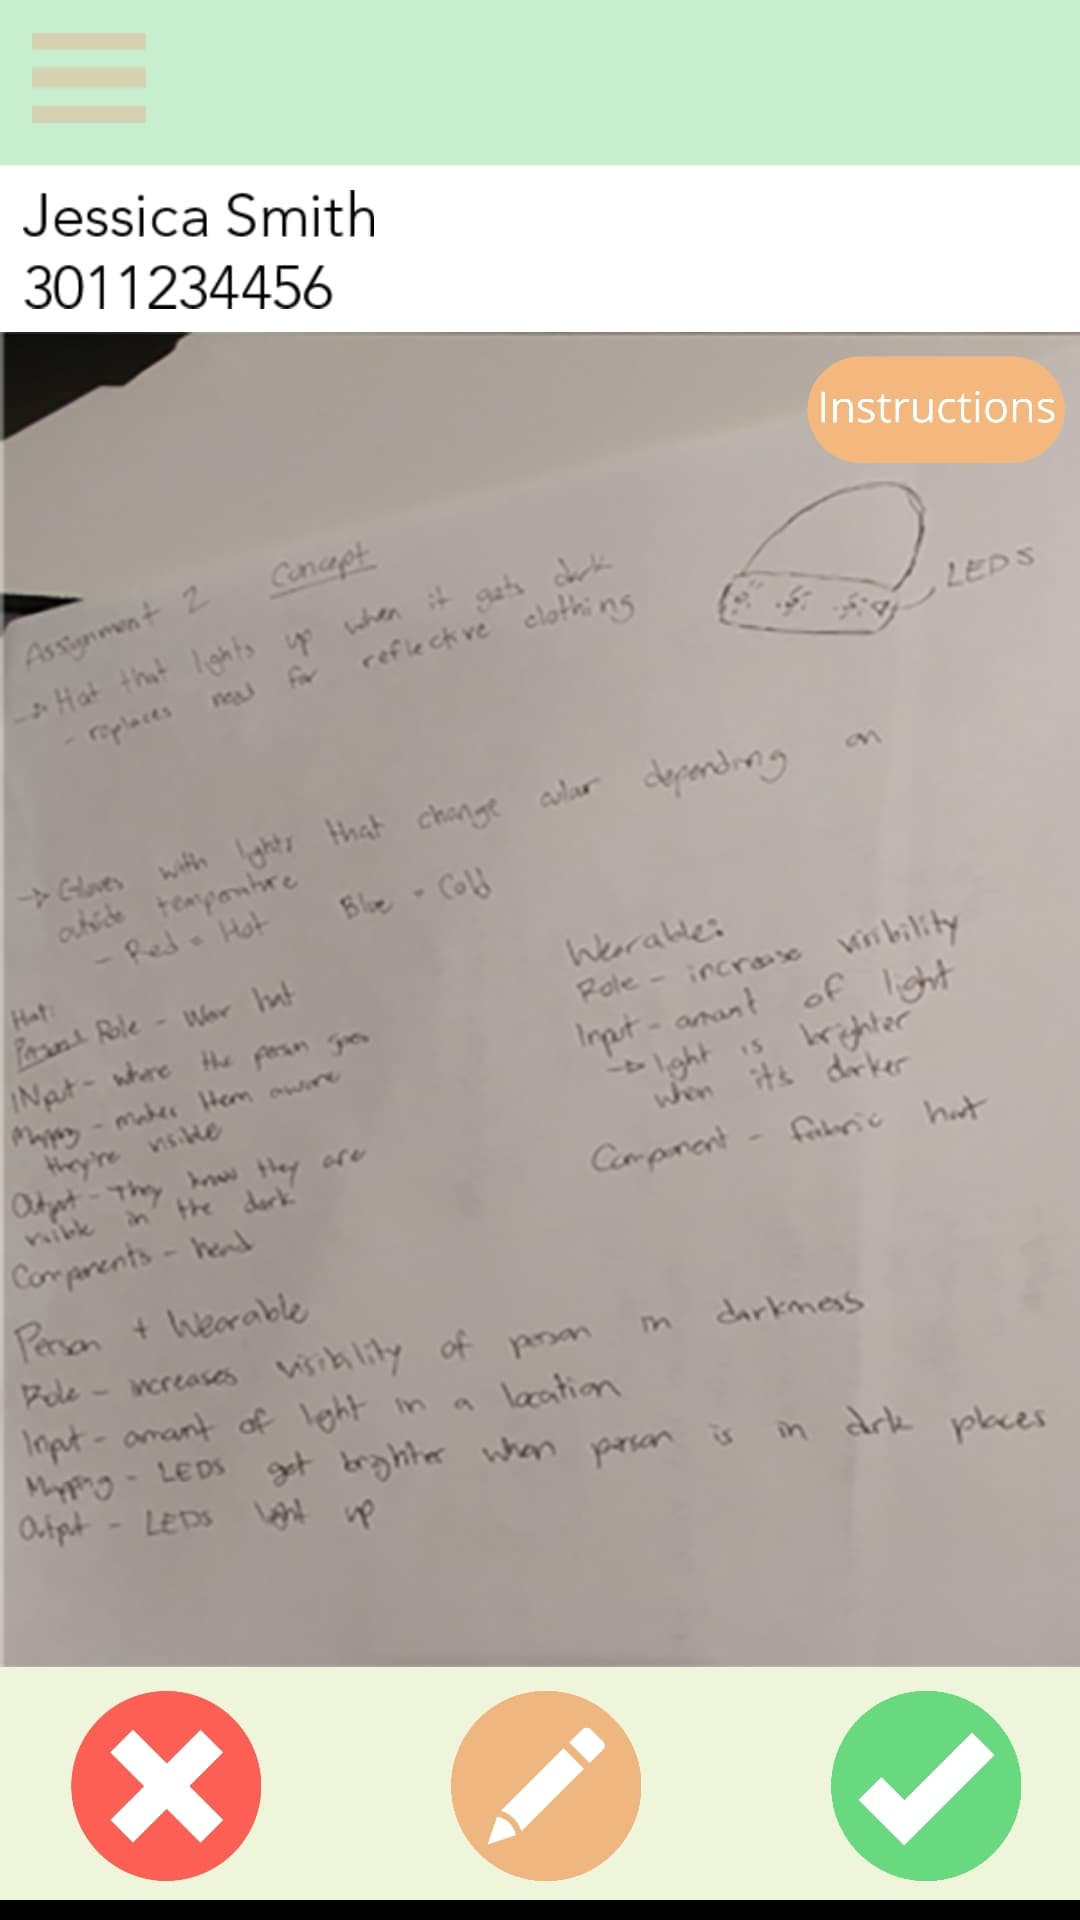 Jessica Smith
3011234456
Instructions
Assignment 2 Concept
→ Hat that lights up when it gets dark
- replaces need for reflective clothing
LEDS
→ Gloves with lights that change colour depending on
outside temperature
- Red = Hot Blue = Cold
Hat:
Role - Wear hat
INput - where the person goes
Mapping - makes them aware
they're visible
Output - They know they are
visible in the dark
Components - head
Wearable:
Role - increase visibility
Input - amount of light
→ light is brighter
when its darker
Component - fabric hat
Person + Wearable
Role - increases visibility of person in darkness
Input - amount of light in a location
Mapping - LEDS get brighter when person is in drk places
Output - LEDS light up